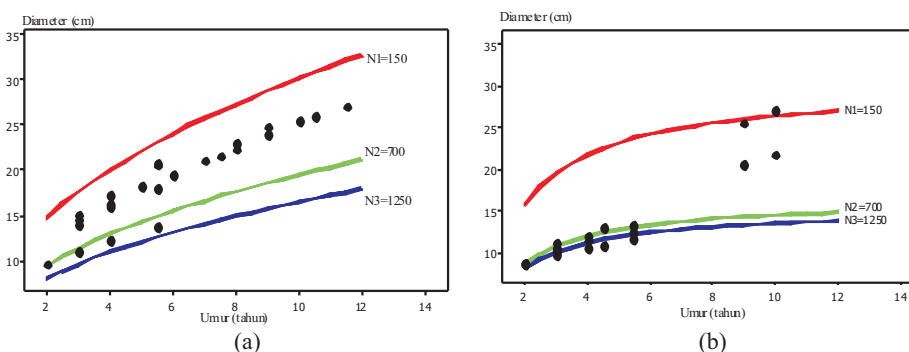 Diameter (cm)
35
30
25
20
15
10
N1=150
N2=700
N3=1250
2 4 6 8 10 12 14
Umur (tahun)
(a)
Diameter (cm)
35
30
25
20
15
10
N1=150
N2=700
N3=1250
2 4 6 8 10 12 14
Umur (tahun)
(b)